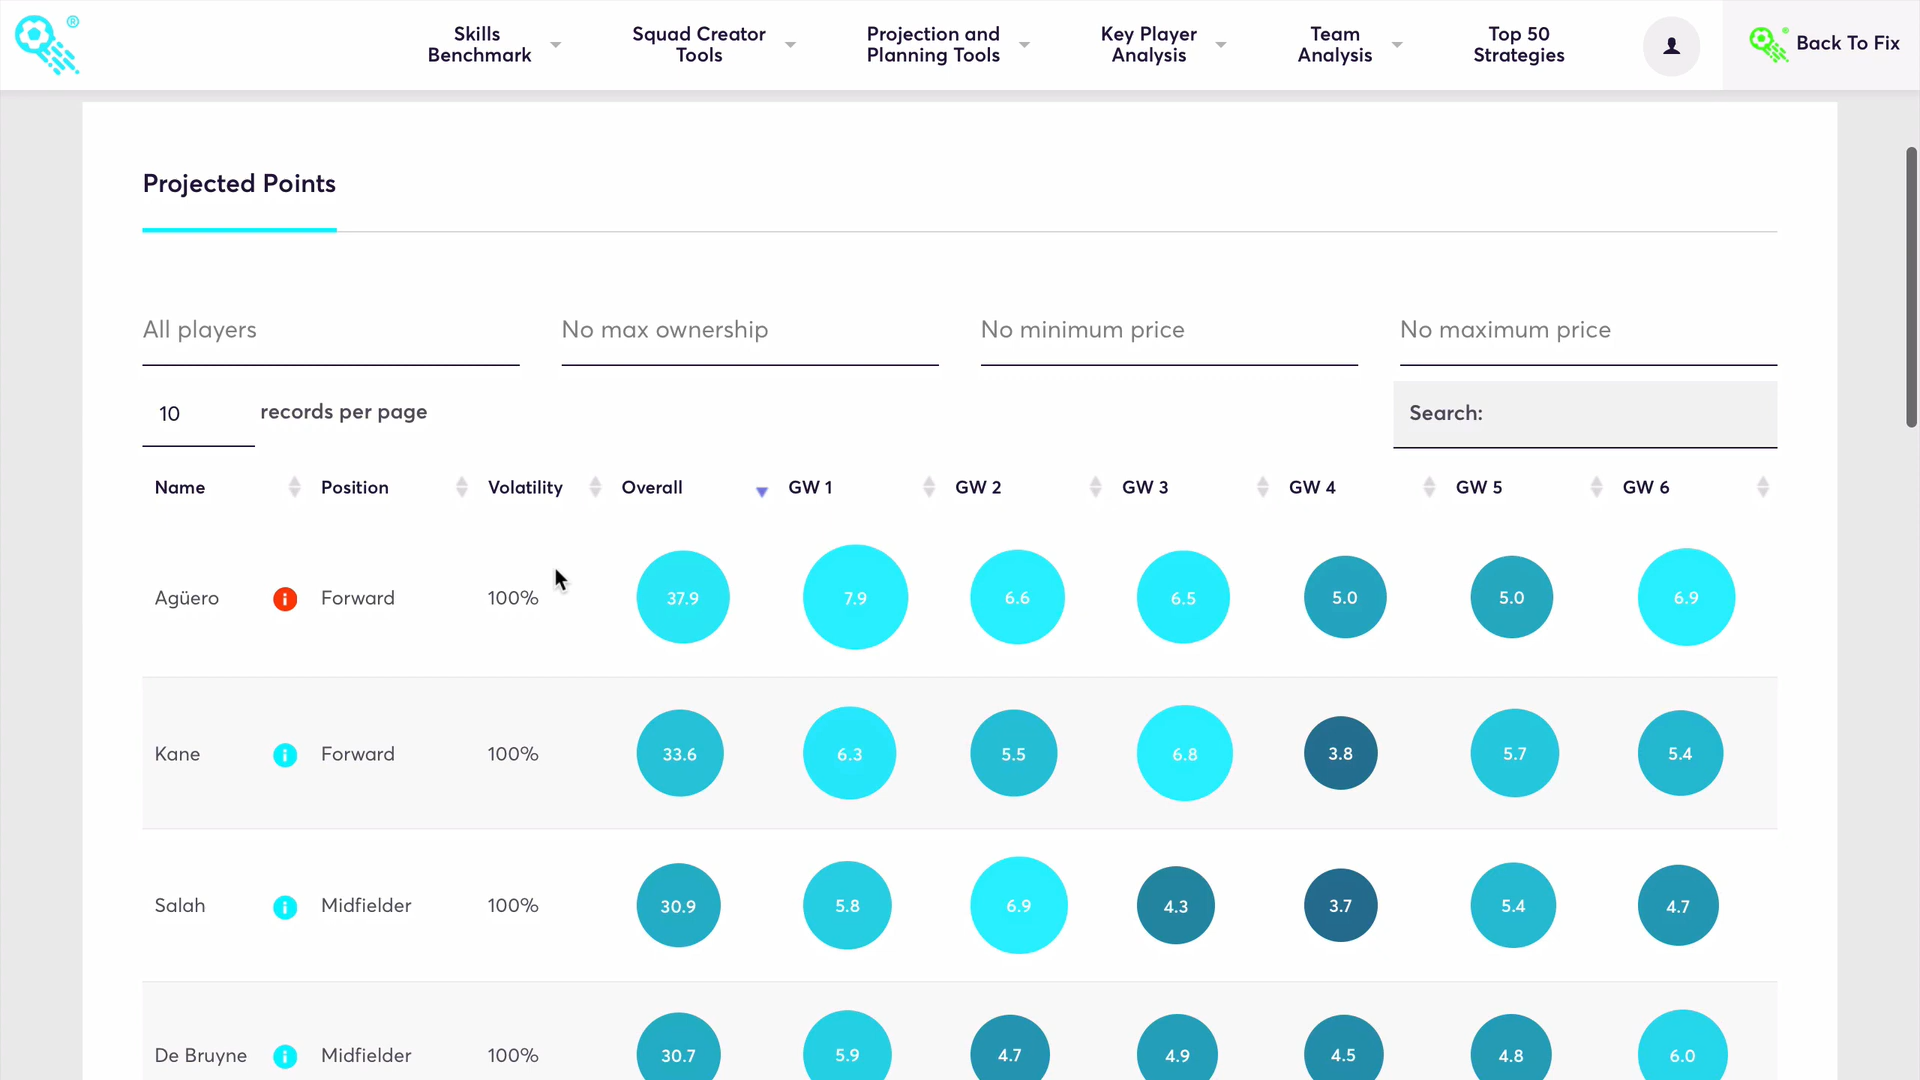 ®
Skills Benchmark
Squad Creator Tools
Projection and Planning Tools
Key Player Analysis
Team Analysis
Top 50 Strategies
Back To Fix
Projected Points
All players
No max ownership
No minimum price
No maximum price
10 records per page
Search:
Name Position Volatility Overall GW 1 GW 2 GW 3 GW 4 GW 5 GW 6
Agüero i Forward 100% 37.9 7.9 6.6 6.5 5.0 5.0 6.9
Kane i Forward 100% 33.6 6.3 5.5 6.8 3.8 5.7 5.4
Salah i Midfielder 100% 30.9 5.8 6.9 4.3 3.7 5.4 4.7
De Bruyne i Midfielder 100% 30.7 5.9 4.7 4.9 4.5 4.8 6.0